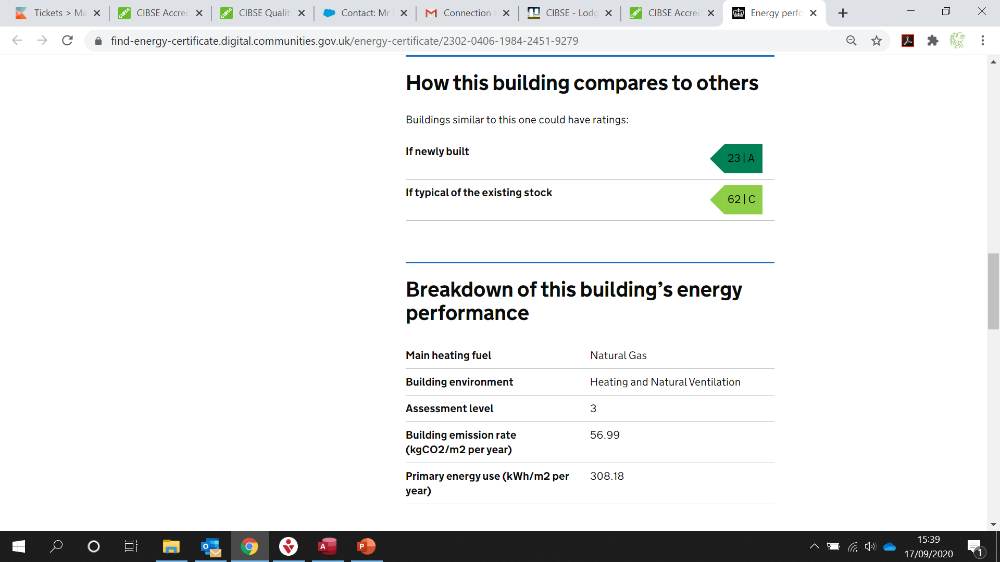 Tickets > Ma
CIBSE Accred
CIBSE Quality
Contact: Mr
Connection
CIBSE - Lodg
CIBSE Accred
Energy perfo
find-energy-certificate.digital.communities.gov.uk/energy-certificate/2302-0406-1984-2451-9279
How this building compares to others
Buildings similar to this one could have ratings:
If newly built
23 | A
If typical of the existing stock
62 | C
Breakdown of this building’s energy
performance
Main heating fuel Natural Gas
Building environment Heating and Natural Ventilation
Assessment level 3
Building emission rate 56.99
(kgCO2/m2 per year)
Primary energy use (kWh/m2 per 308.18
year)
15:39
17/09/2020
1